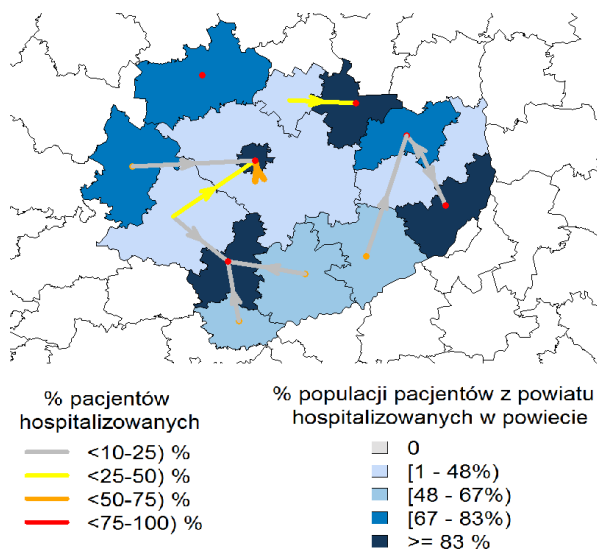 % pacjentów
hospitalizowanych
<10-25) %
<25-50) %
<50-75) %
<75-100) %
% populacji pacjentów z powiatu
hospitalizowanych w powiecie
0
[1 - 48%)
[48 - 67%)
[67 - 83%)
>= 83 %